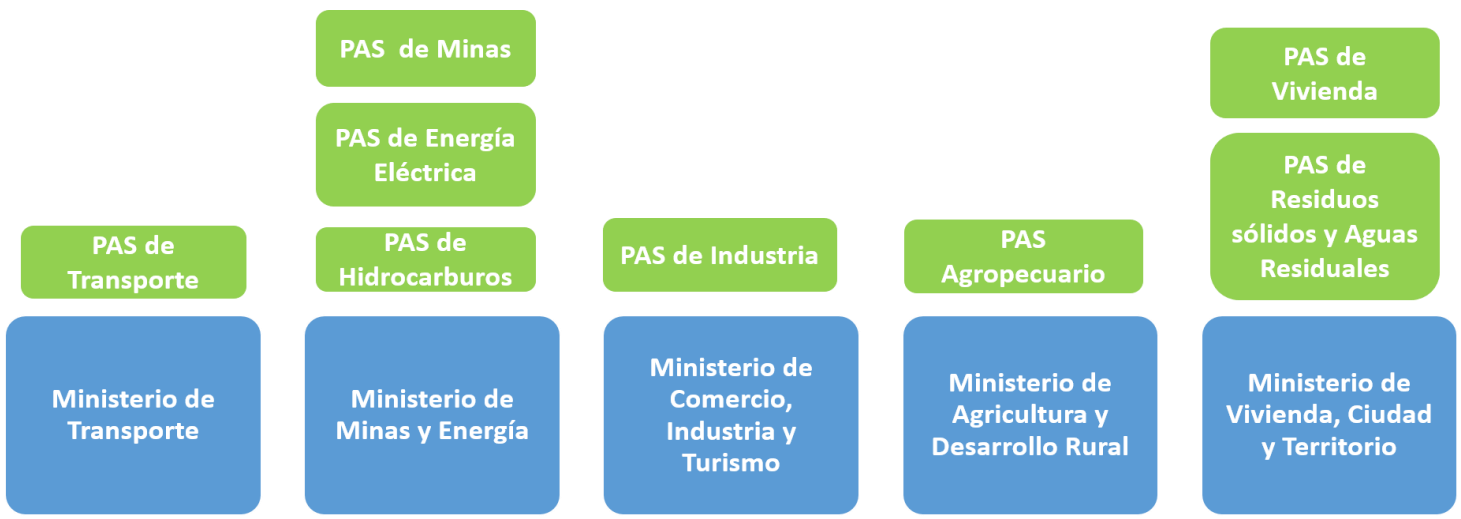 PAS de
Transporte
Ministerio de
Transporte
PAS de Minas
PAS de Energía
Eléctrica
PAS de
Hidrocarburos
Ministerio de
Minas y Energía
PAS de Industria
Ministerio de
Comercio,
Industria y
Turismo
PAS
Agropecuario
Ministerio de
Agricultura y
Desarrollo Rural
PAS de
Vivienda
PAS de
Residuos
sólidos y Aguas
Residuales
Ministerio de
Vivienda, Ciudad
y Territorio